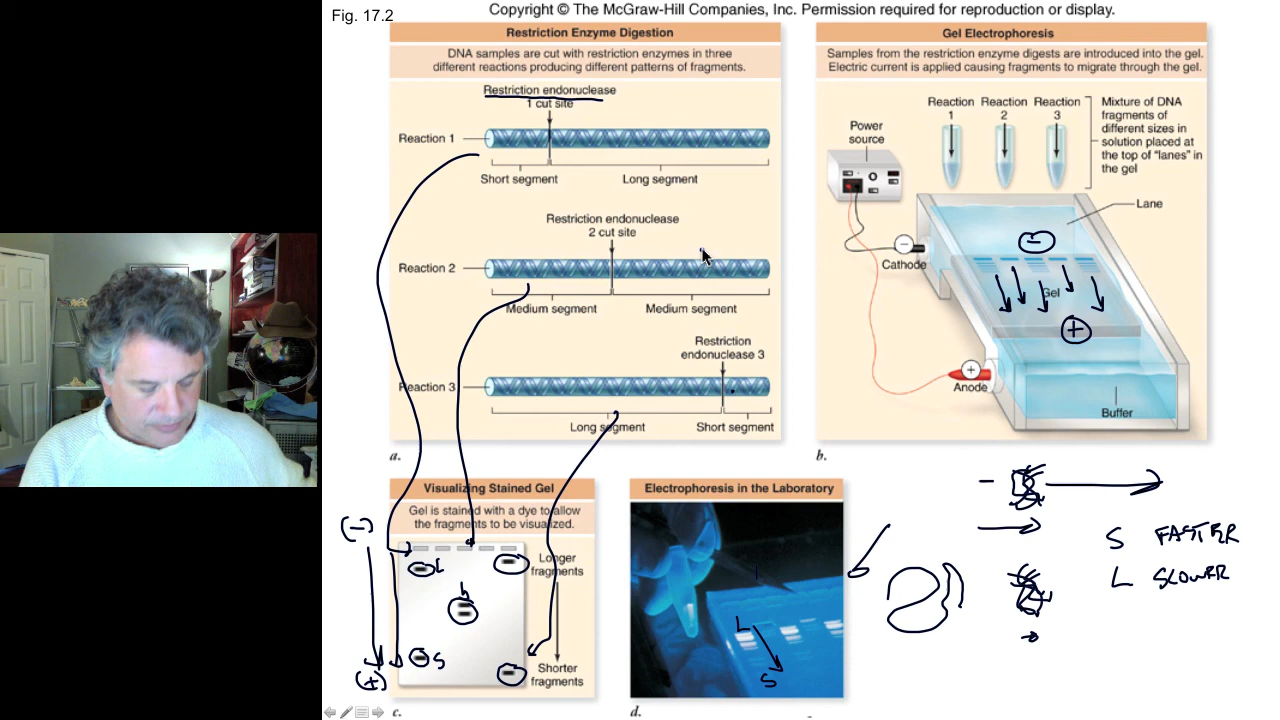 Fig. 17.2
Copyright © The McGraw-Hill Companies, Inc. Permission required for reproduction or display.
Restriction Enzyme Digestion
DNA samples are cut with restriction enzymes in three
different reactions producing different patterns of fragments.
Restriction endonuclease
1 cut site
Reaction 1
Short segment
Long segment
Restriction endonuclease
2 cut site
Reaction 2
Medium segment
Medium segment
Restriction
endonuclease 3
Reaction 3
Long segment
Short segment
a.
Gel Electrophoresis
Samples from the restriction enzyme digests are introduced into the gel.
Electric current is applied causing fragments to migrate through the gel.
Reaction
1
Reaction
2
Reaction
3
Mixture of DNA
fragments of
different sizes in
solution placed at
the top of "lanes" in
the gel
Power
source
Lane
−
Cathode
−
Gel
+
+
Anode
Buffer
b.
Visualizing Stained Gel
Gel is stained with a dye to allow
the fragments to be visualized.
(−)
Longer
fragments
L
S
Shorter
fragments
(+)
c.
Electrophoresis in the Laboratory
L
S
d.
−
S FASTER
L SLOWER